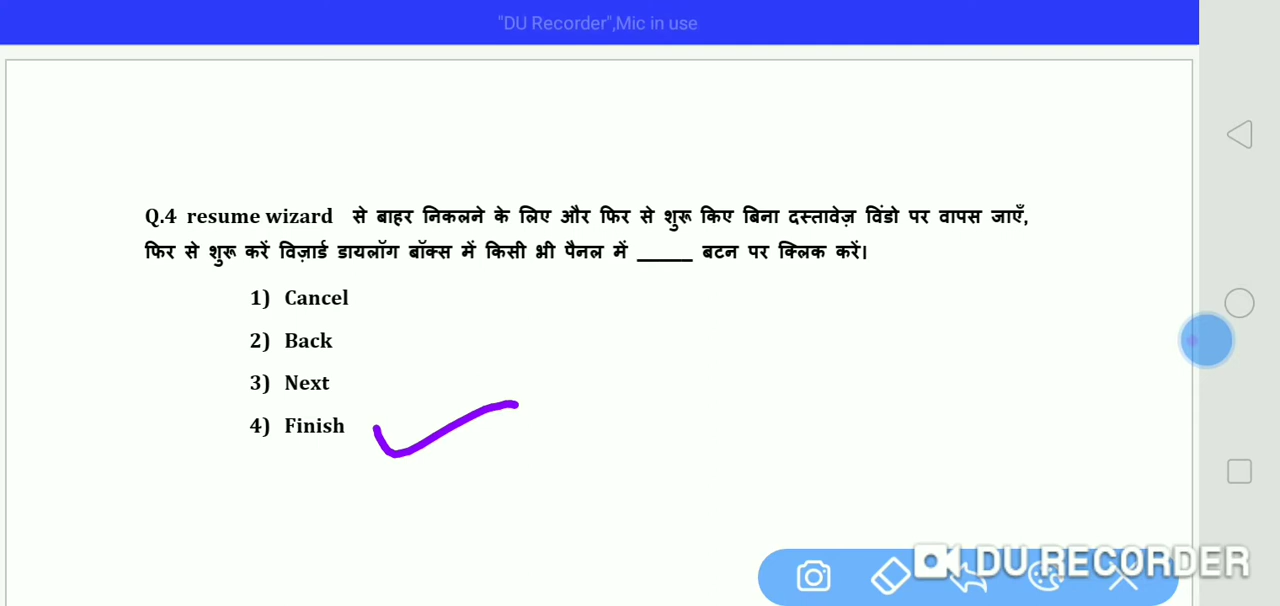 "DU Recorder",Mic in use
Q.4 resume wizard से बाहर निकलने के लिए और फिर से शुरू किए बिना दस्तावेज़ विंडो पर वापस जाएँ,
फिर से शुरू करें विज़ार्ड डायलॉग बॉक्स में किसी भी पैनल में ______ बटन पर क्लिक करें।
1) Cancel
2) Back
3) Next
4) Finish
DU RECORDER